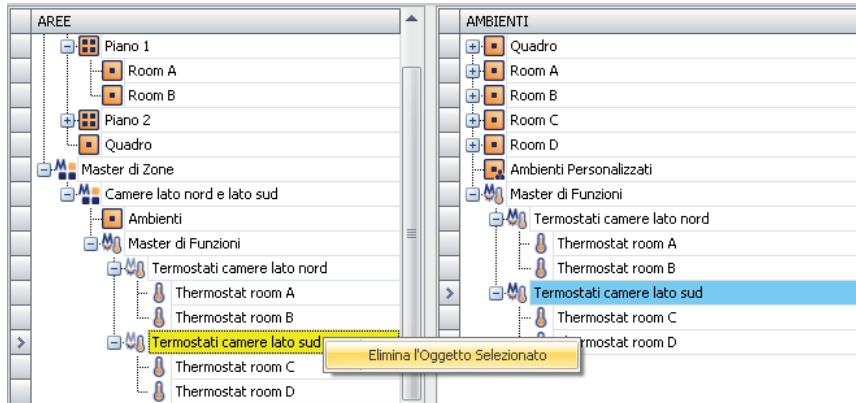 AREE
Piano 1
Room A
Room B
Piano 2
Quadro
Master di Zone
Camere lato nord e lato sud
Ambienti
Master di Funzioni
Termostati camere lato nord
Thermostat room A
Thermostat room B
Termostati camere lato sud
Thermostat room C
Thermostat room D
Elimina l'Oggetto Selezionato
AMBIENTI
Quadro
Room A
Room B
Room C
Room D
Ambienti Personalizzati
Master di Funzioni
Termostati camere lato nord
Thermostat room A
Thermostat room B
Termostati camere lato sud
Thermostat room C
room D